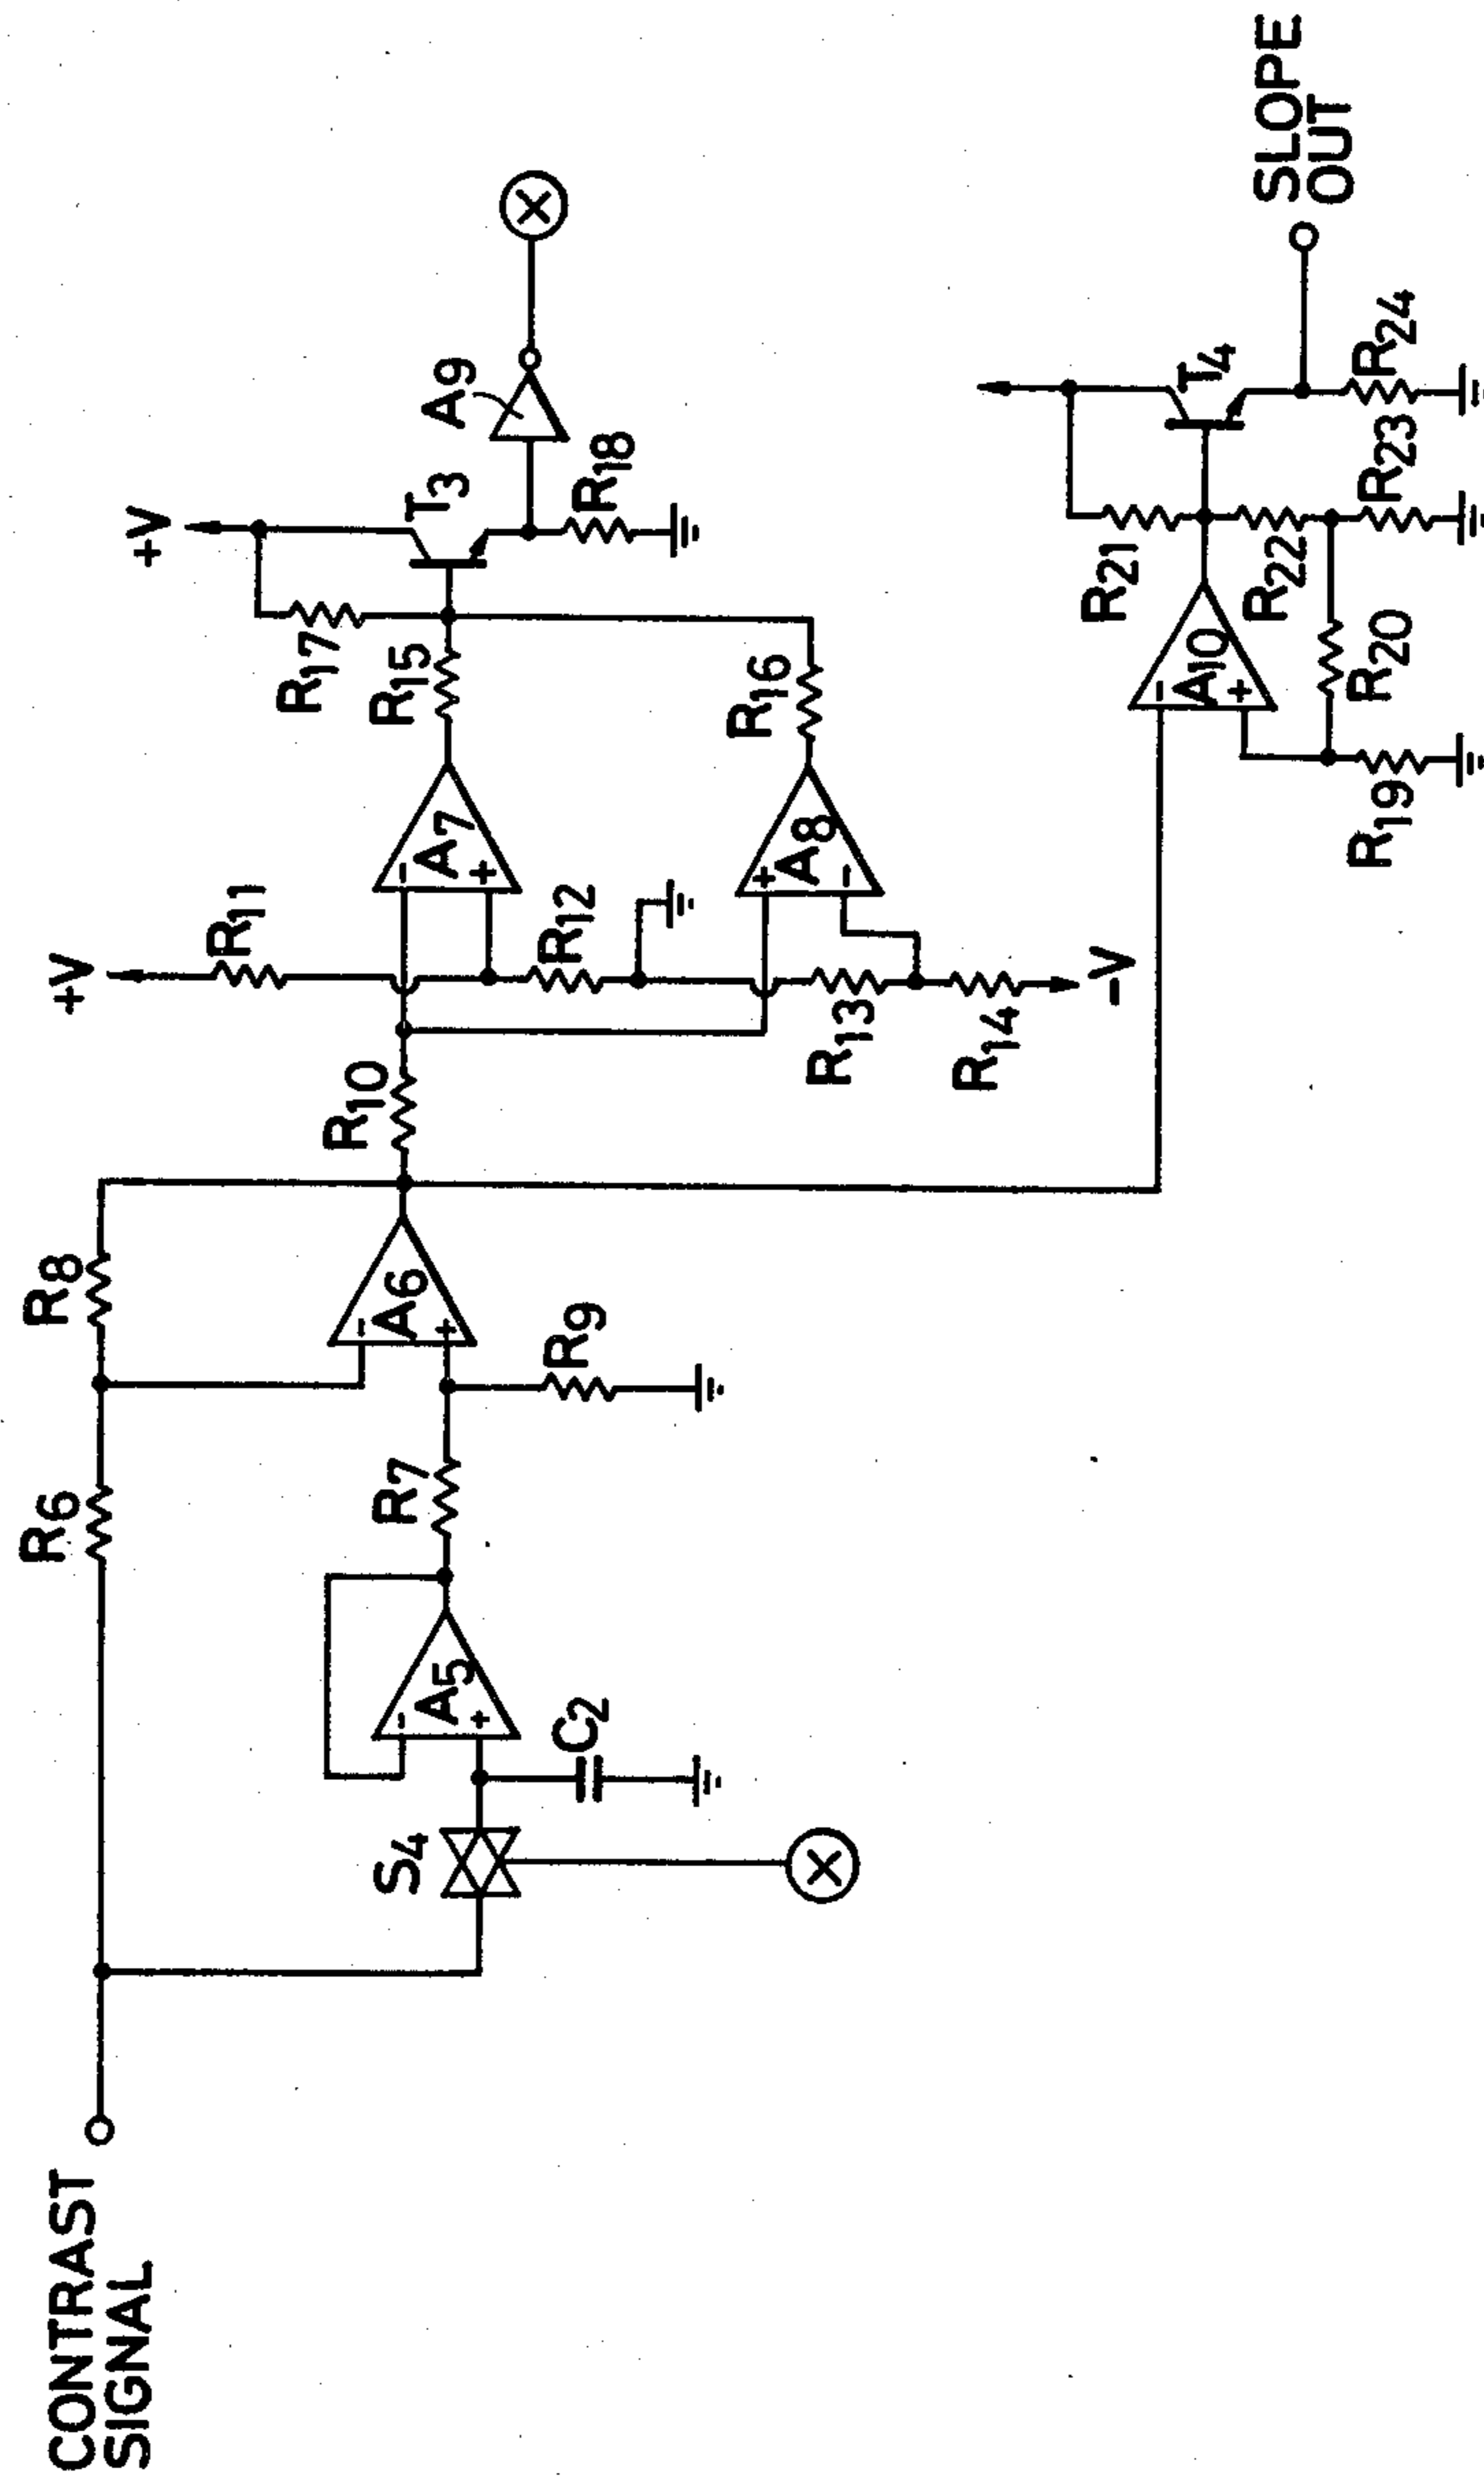 CONTRAST
SIGNAL
R6
R8
S4
C2
- A5 +
R7
R9
- A6 +
R10
+V
R11
R12
R13
R14
-V
- A7 +
+ A8 -
R15
R16
R17
+V
T3
R18
A9
X
X
- A10 +
R19
R20
R21
R22
R23
T4
R24
SLOPE
OUT